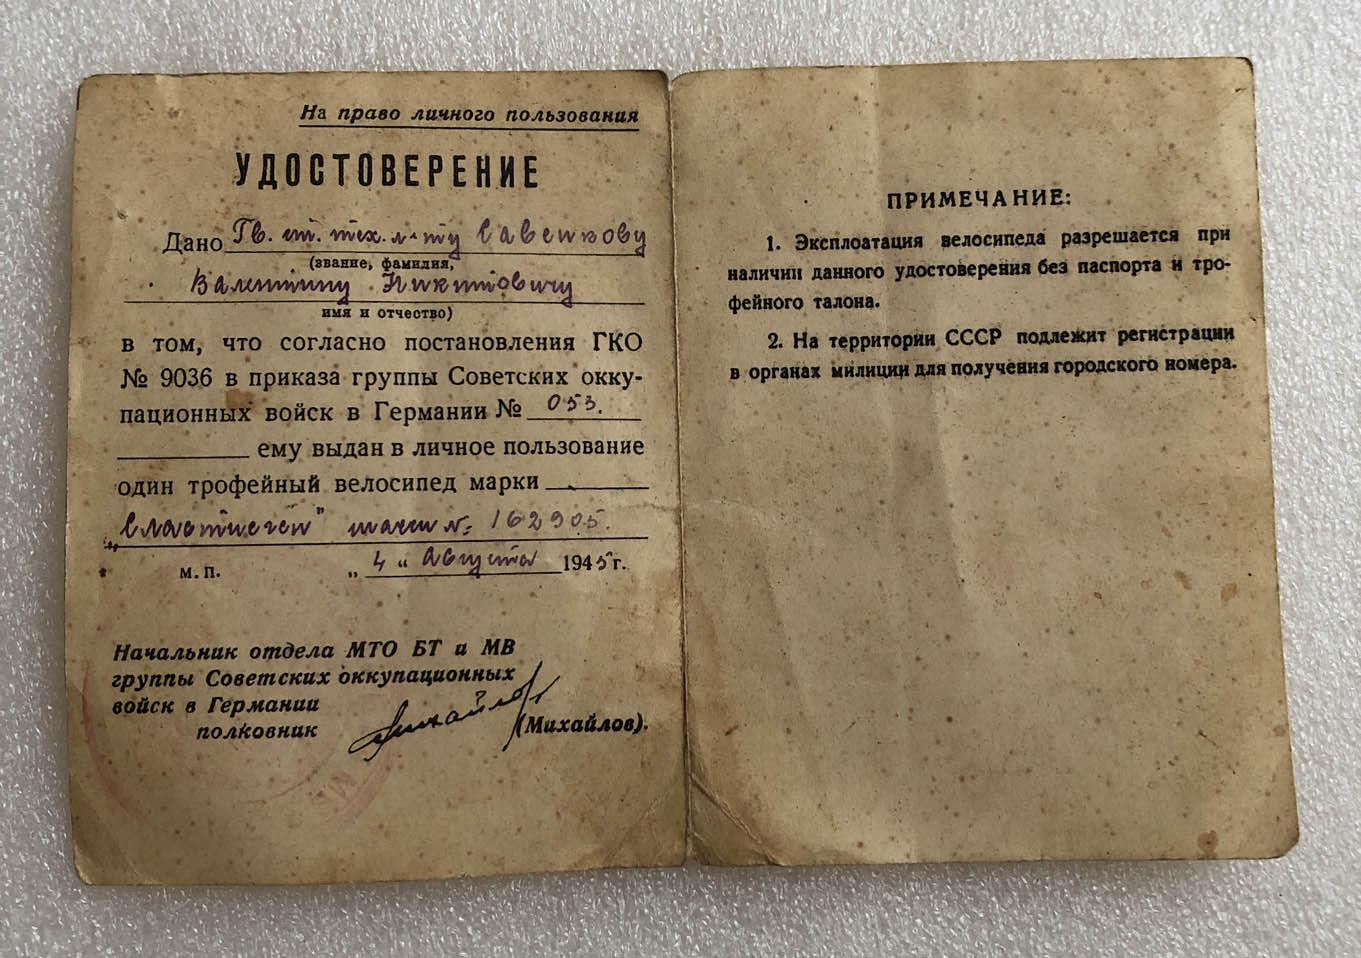 На право личного пользования
УДОСТОВЕРЕНИЕ
Дано Гв. ст. тех. л-ту Савенкову
(звание, фамилия,
Валентину Никитовичу
имя и отчество)
в том, что согласно постановления ГКО
№ 9036 в приказа группы Советских окку-
пационных войск в Германии № 053.
ему выдан в личное пользование
один трофейный велосипед марки
маши №: 162905.
м.п. „ 4 “ Августа 1945 г.
Начальник отдела МТО БТ и МВ
группы Советских оккупационных
войск в Германии
полковник Михайлов (Михайлов).
ПРИМЕЧАНИЕ:
1. Эксплоатация велосипеда разрешается при
наличии данного удостоверения без паспорта и тро-
фейного талона.
2. На территории СССР подлежит регистрации
в органах милиции для получения городского номера.